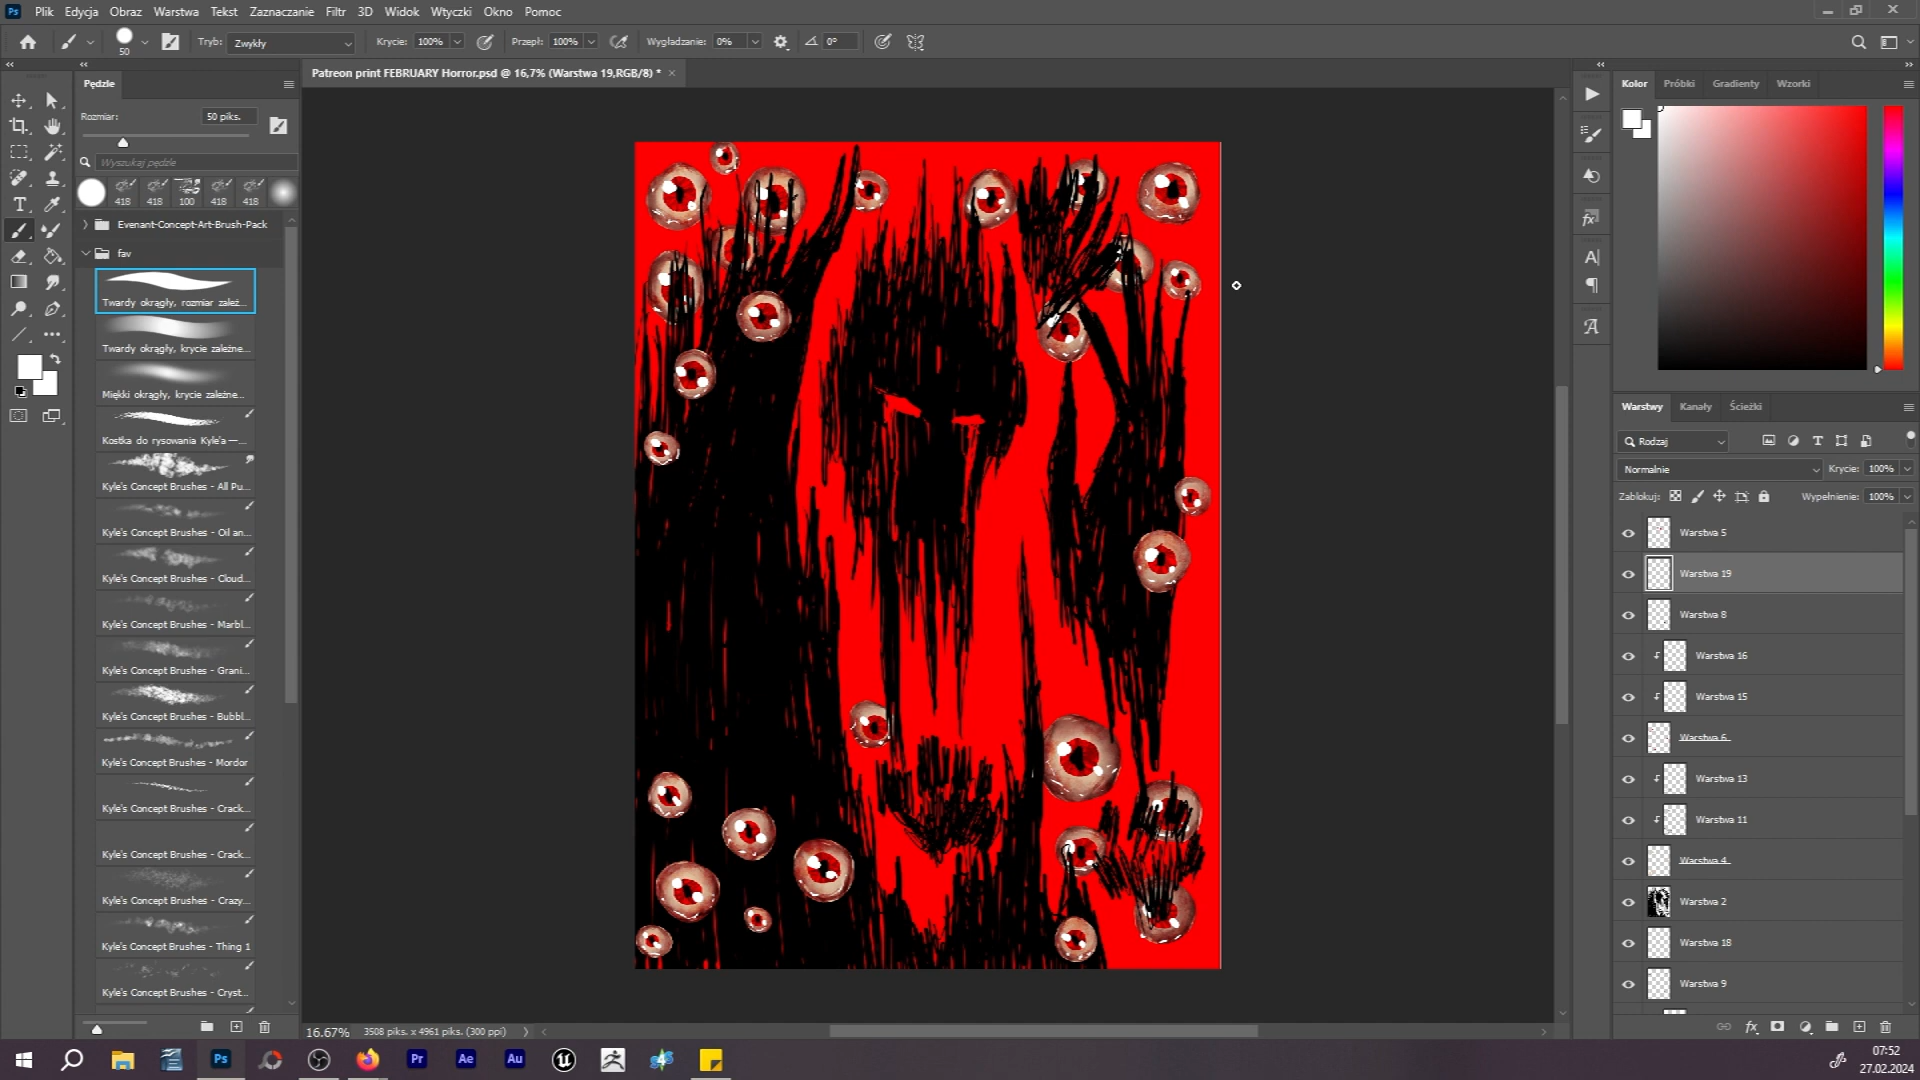 Ps Plik Edycja Obraz Warstwa Tekst Zaznaczanie Filtr 3D Widok Wtyczki Okno Pomoc
50 Tryb: Zwykły Krycie: 100% Przepł: 100% Wygładzanie: 0% 0°
Pędzle
Patreon print FEBRUARY Horror.psd @ 16,7% (Warstwa 19,RGB/8) *
Rozmiar: 50 piks.
Wyszukaj pędzle
418 418 100 418 418
Evenant-Concept-Art-Brush-Pack
fav
Twardy okrągły, rozmiar zależ...
Twardy okrągły, krycie zależne...
Miękki okrągły, krycie zależne...
Kostka do rysowania Kyle'a —...
Kyle's Concept Brushes - All Pu...
Kyle's Concept Brushes - Oil an...
Kyle's Concept Brushes - Cloud...
Kyle's Concept Brushes - Marbl...
Kyle's Concept Brushes - Grani...
Kyle's Concept Brushes - Bubbl...
Kyle's Concept Brushes - Mordor
Kyle's Concept Brushes - Crack...
Kyle's Concept Brushes - Crack...
Kyle's Concept Brushes - Crazy...
Kyle's Concept Brushes - Thing 1
Kyle's Concept Brushes - Cryst...
16.67% 3508 piks. x 4961 piks. (300 ppi)
Kolor Próbki Gradienty Wzorki
Warstwy Kanały Ścieżki
Rodzaj
Normalnie Krycie: 100%
Zablokuj: Wypełnienie: 100%
Warstwa 5
Warstwa 19
Warstwa 8
Warstwa 16
Warstwa 15
Warstwa 6
Warstwa 13
Warstwa 11
Warstwa 4
Warstwa 2
Warstwa 18
Warstwa 9
fx
Ps Pr Ae Au
07:52
27.02.2024